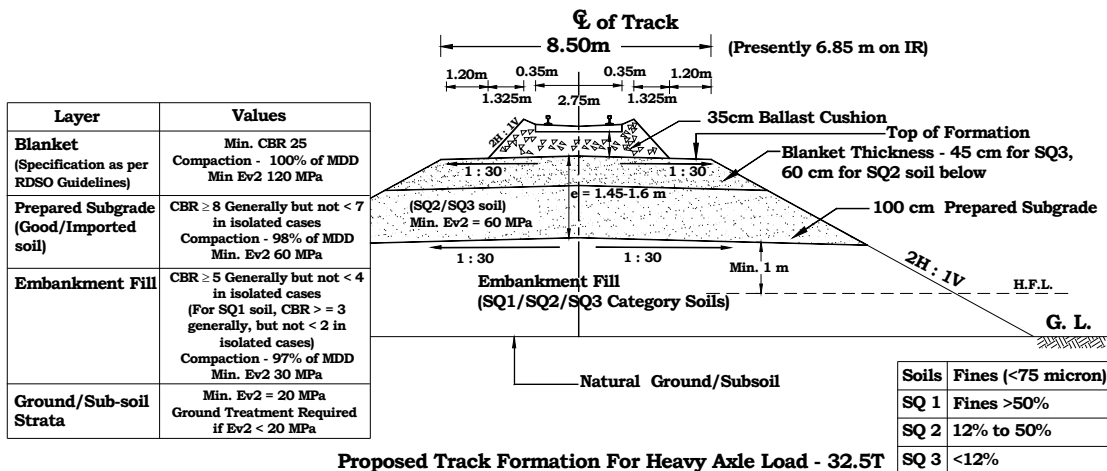 ℄ of Track
8.50m
(Presently 6.85 m on IR)
1.20m
0.35m
0.35m
1.20m
1.325m
2.75m
1.325m
2H : 1V
35cm Ballast Cushion
Top of Formation
Blanket Thickness - 45 cm for SQ3,
60 cm for SQ2 soil below
1 : 30
1 : 30
e = 1.45-1.6 m
(SQ2/SQ3 soil)
Min. Ev2 = 60 MPa
100 cm Prepared Subgrade
1 : 30
1 : 30
Min. 1 m
2H : 1V
H.F.L.
Embankment Fill
(SQ1/SQ2/SQ3 Category Soils)
G. L.
Natural Ground/Subsoil
Layer Values
Blanket
(Specification as per
RDSO Guidelines)
Min. CBR 25
Compaction - 100% of MDD
Min Ev2 120 MPa
Prepared Subgrade
(Good/Imported
soil)
CBR ≥ 8 Generally but not < 7
in isolated cases
Compaction - 98% of MDD
Min. Ev2 60 MPa
Embankment Fill
CBR ≥ 5 Generally but not < 4
in isolated cases
(For SQ1 soil, CBR > = 3
generally, but not < 2 in
isolated cases)
Compaction - 97% of MDD
Min. Ev2 30 MPa
Ground/Sub-soil
Strata
Min. Ev2 = 20 MPa
Ground Treatment Required
if Ev2 < 20 MPa
Soils Fines (<75 micron)
SQ 1 Fines >50%
SQ 2 12% to 50%
SQ 3 <12%
Proposed Track Formation For Heavy Axle Load - 32.5T